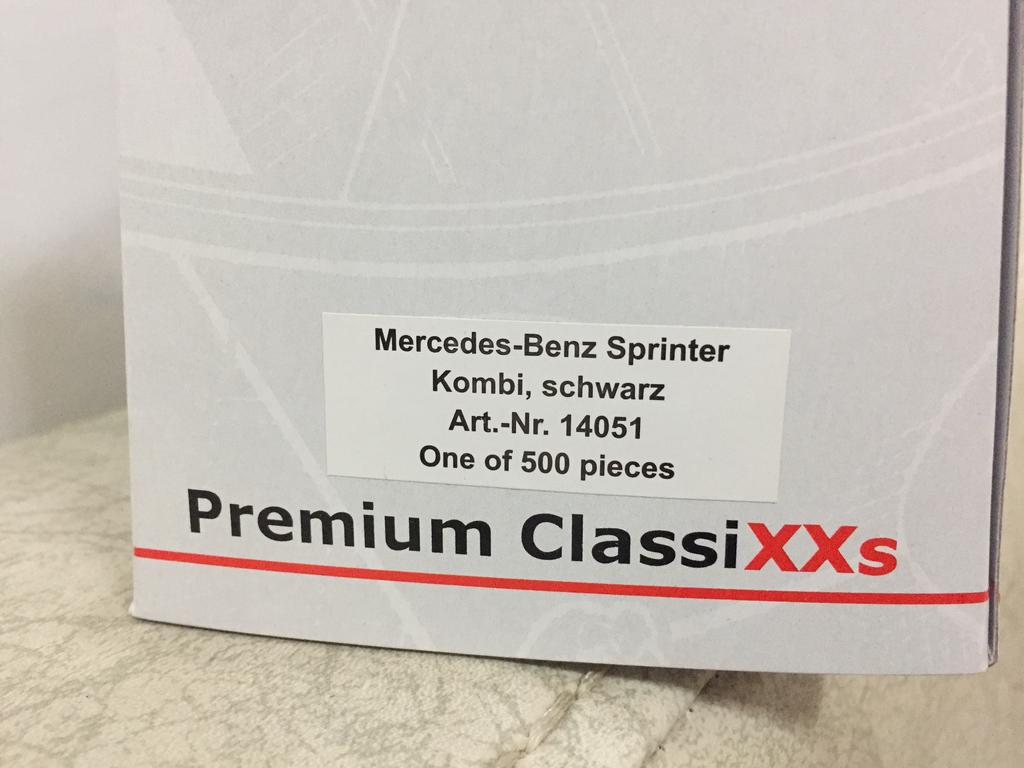 Mercedes-Benz Sprinter
Kombi, schwarz
Art.-Nr. 14051
One of 500 pieces
Premium ClassiXXs